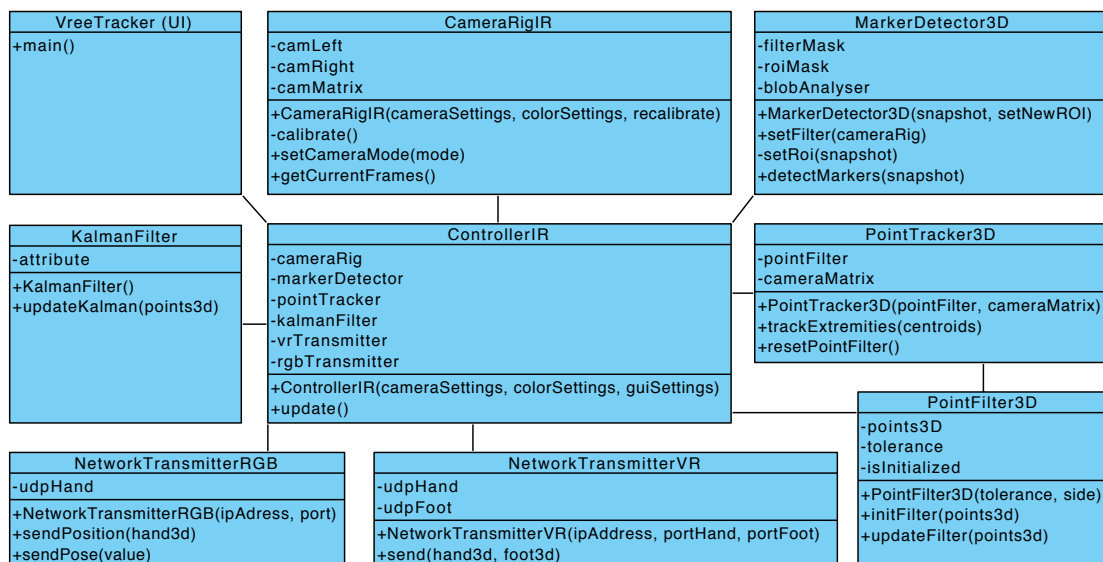 VreeTracker (UI)
+main()
CameraRigIR
-camLeft
-camRight
-camMatrix
+CameraRigIR(cameraSettings, colorSettings, recalibrate)
-calibrate()
+setCameraMode(mode)
+getCurrentFrames()
MarkerDetector3D
-filterMask
-roiMask
-blobAnalyser
+MarkerDetector3D(snapshot, setNewROI)
+setFilter(cameraRig)
-setRoi(snapshot)
+detectMarkers(snapshot)
KalmanFilter
-attribute
+KalmanFilter()
+updateKalman(points3d)
ControllerIR
-cameraRig
-markerDetector
-pointTracker
-kalmanFilter
-vrTransmitter
-rgbTransmitter
+ControllerIR(cameraSettings, colorSettings, guiSettings)
+update()
PointTracker3D
-pointFilter
-cameraMatrix
+PointTracker3D(pointFilter, cameraMatrix)
+trackExtremities(centroids)
+resetPointFilter()
NetworkTransmitterRGB
-udpHand
+NetworkTransmitterRGB(ipAdress, port)
+sendPosition(hand3d)
+sendPose(value)
NetworkTransmitterVR
-udpHand
-udpFoot
+NetworkTransmitterVR(ipAddress, portHand, portFoot)
+send(hand3d, foot3d)
PointFilter3D
-points3D
-tolerance
-isInitialized
+PointFilter3D(tolerance, side)
+initFilter(points3d)
+updateFilter(points3d)